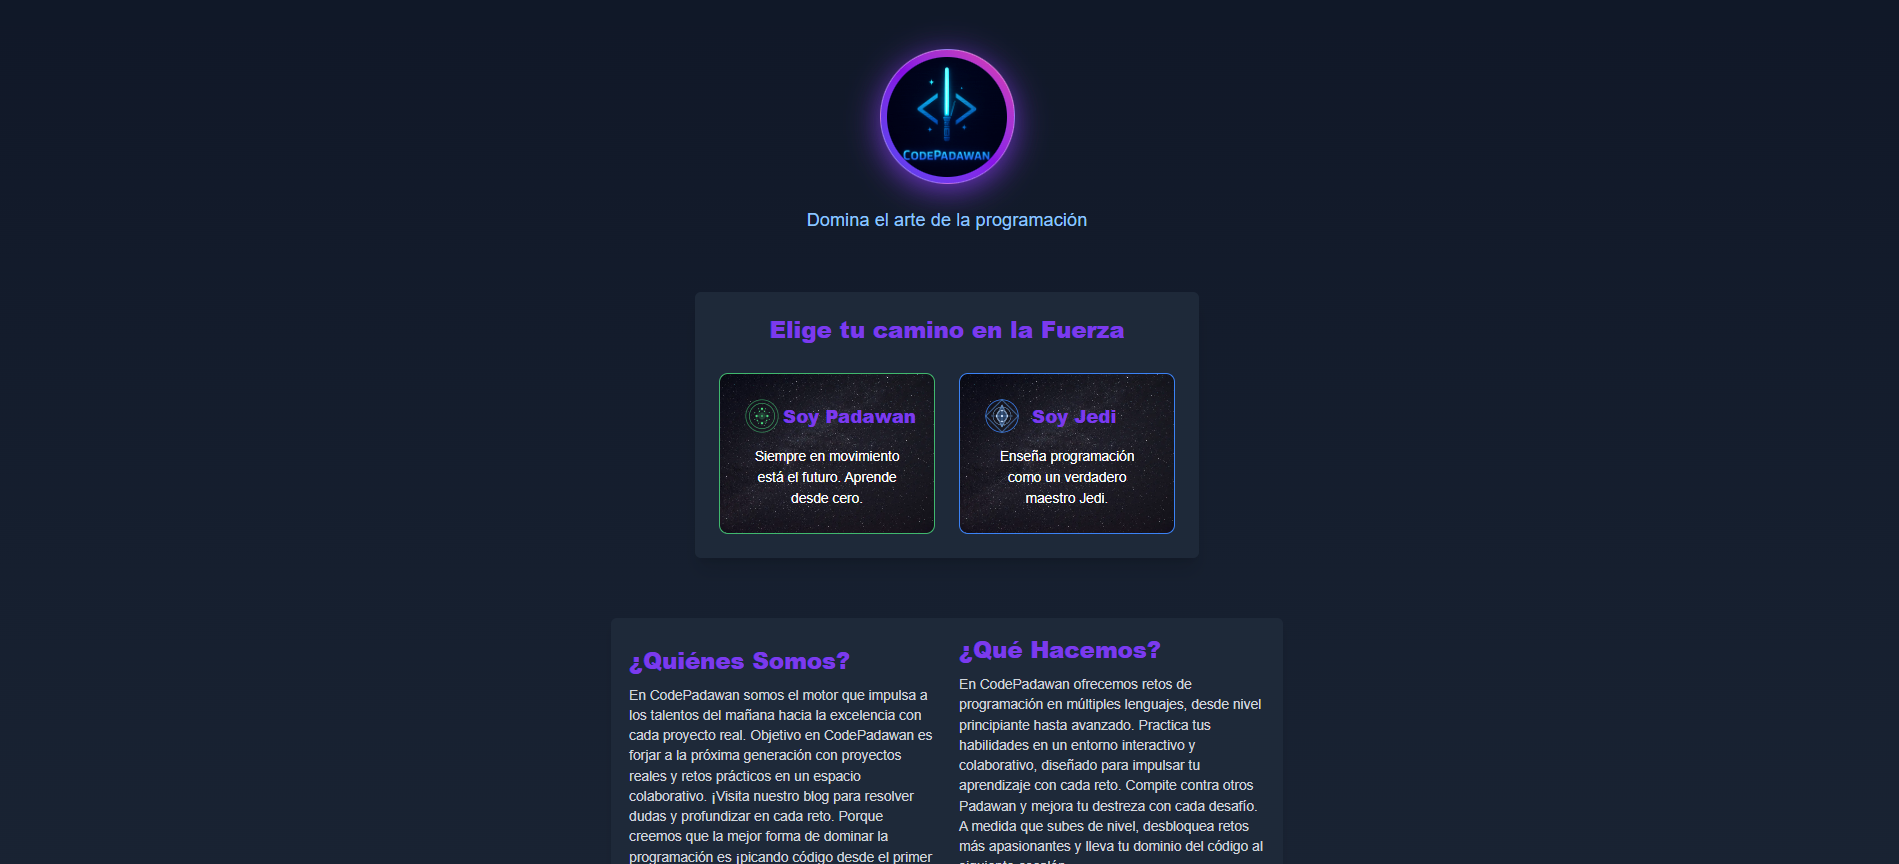 CODEPADAWAN
Domina el arte de la programación
Elige tu camino en la Fuerza
Soy Padawan
Siempre en movimiento
está el futuro. Aprende
desde cero.
Soy Jedi
Enseña programación
como un verdadero
maestro Jedi.
¿Quiénes Somos?
En CodePadawan somos el motor que impulsa a
los talentos del mañana hacia la excelencia con
cada proyecto real. Objetivo en CodePadawan es
forjar a la próxima generación con proyectos
reales y retos prácticos en un espacio
colaborativo. ¡Visita nuestro blog para resolver
dudas y profundizar en cada reto. Porque
creemos que la mejor forma de dominar la
programación es ¡picando código desde el primer
¿Qué Hacemos?
En CodePadawan ofrecemos retos de
programación en múltiples lenguajes, desde nivel
principiante hasta avanzado. Practica tus
habilidades en un entorno interactivo y
colaborativo, diseñado para impulsar tu
aprendizaje con cada reto. Compite contra otros
Padawan y mejora tu destreza con cada desafío.
A medida que subes de nivel, desbloquea retos
más apasionantes y lleva tu dominio del código al